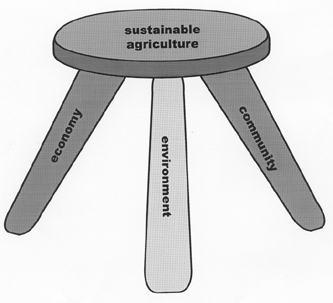 sustainable
agriculture
economy
environment
community